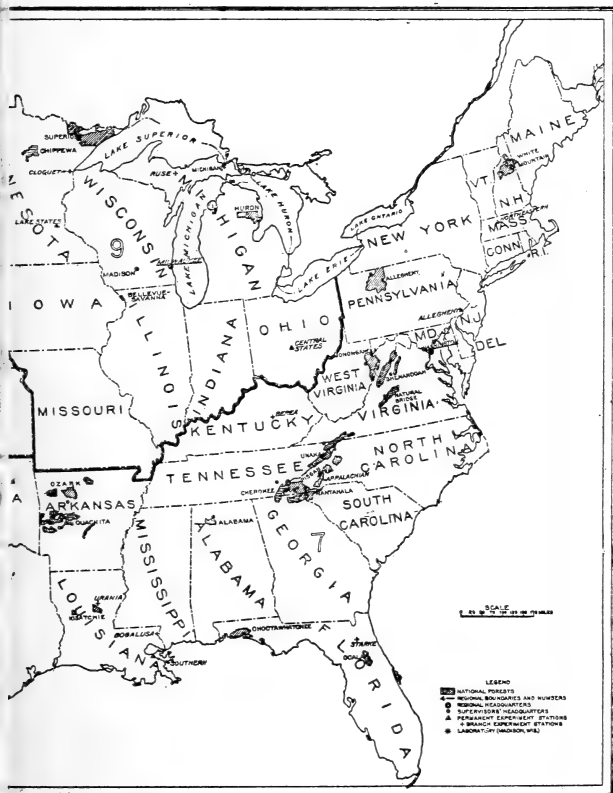 MAINE
SUPERIOR
CHIPPEWA
LAKE SUPERIOR
WHITE
MOUNTAIN
CLOQUET
RUSE
MICHIGAN
VT
NESOTA
WISCONSIN
MICHIGAN
HURON
LAKE HURON
NH
NORTHEASTERN
LAKE STATES
9
LAKE MICHIGAN
LAKE ONTARIO
NEW YORK
MASS
CONN
R.I.
MADISON
MILWAUKEE
LAKE ERIE
ALLEGHENY
PENNSYLVANIA
IOWA
BELLEVUE-
SAVANNA
ILLINOIS
INDIANA
OHIO
CENTRAL
STATES
ALLEGHENY
N.J.
MD
DEL
MONONGAHELA
WEST
VIRGINIA
SHENANDOAH
NATURAL
BRIDGE
VIRGINIA
MISSOURI
BEREA
KENTUCKY
TENNESSEE
UNAKA
NORTH
CAROLINA
APPALACHIAN
CHEROKEE
NANTAHALA
OZARK
ARKANSAS
OUACHITA
SOUTH
CAROLINA
MISSISSIPPI
ALABAMA
ALABAMA
GEORGIA
7
LOUISIANA
URANIA
KISATCHIE
BOGALUSA
SOUTHERN
CHOCTAWHATCHEE
FLORIDA
STARKE
OCALA
SCALE
LEGEND
NATIONAL FORESTS
REGIONAL BOUNDARIES AND NUMBERS
REGIONAL HEADQUARTERS
SUPERVISORS' HEADQUARTERS
PERMANENT EXPERIMENT STATIONS
+ BRANCH EXPERIMENT STATIONS
LABORATORY (MADISON, WIS.)